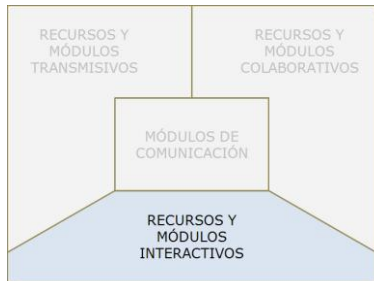 RECURSOS Y
MÓDULOS
TRANSMISIVOS
RECURSOS Y
MÓDULOS
COLABORATIVOS
MÓDULOS DE
COMUNICACIÓN
RECURSOS Y
MÓDULOS
INTERACTIVOS